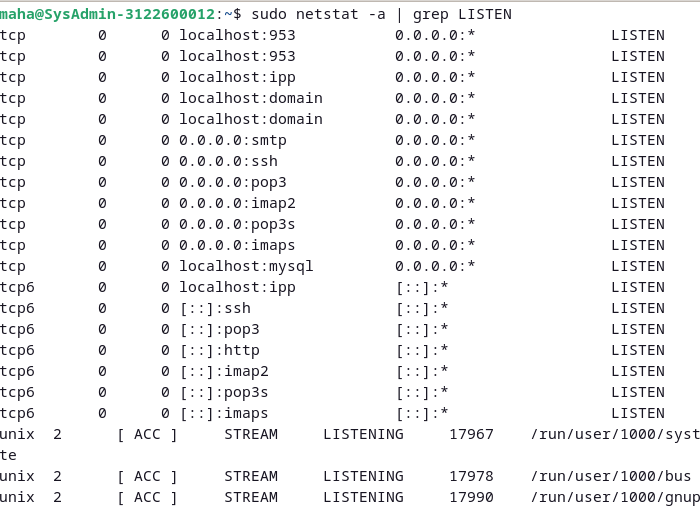 maha@SysAdmin-3122600012:~$ sudo netstat -a | grep LISTEN
tcp        0      0 localhost:953           0.0.0.0:*               LISTEN
tcp        0      0 localhost:953           0.0.0.0:*               LISTEN
tcp        0      0 localhost:ipp           0.0.0.0:*               LISTEN
tcp        0      0 localhost:domain        0.0.0.0:*               LISTEN
tcp        0      0 localhost:domain        0.0.0.0:*               LISTEN
tcp        0      0 0.0.0.0:smtp            0.0.0.0:*               LISTEN
tcp        0      0 0.0.0.0:ssh             0.0.0.0:*               LISTEN
tcp        0      0 0.0.0.0:pop3            0.0.0.0:*               LISTEN
tcp        0      0 0.0.0.0:imap2           0.0.0.0:*               LISTEN
tcp        0      0 0.0.0.0:pop3s           0.0.0.0:*               LISTEN
tcp        0      0 0.0.0.0:imaps           0.0.0.0:*               LISTEN
tcp        0      0 localhost:mysql         0.0.0.0:*               LISTEN
tcp6       0      0 localhost:ipp           [::]:*                  LISTEN
tcp6       0      0 [::]:ssh                [::]:*                  LISTEN
tcp6       0      0 [::]:pop3               [::]:*                  LISTEN
tcp6       0      0 [::]:http               [::]:*                  LISTEN
tcp6       0      0 [::]:imap2              [::]:*                  LISTEN
tcp6       0      0 [::]:pop3s              [::]:*                  LISTEN
tcp6       0      0 [::]:imaps              [::]:*                  LISTEN
unix  2      [ ACC ]     STREAM     LISTENING     17967    /run/user/1000/syst
te
unix  2      [ ACC ]     STREAM     LISTENING     17978    /run/user/1000/bus
unix  2      [ ACC ]     STREAM     LISTENING     17990    /run/user/1000/gnup